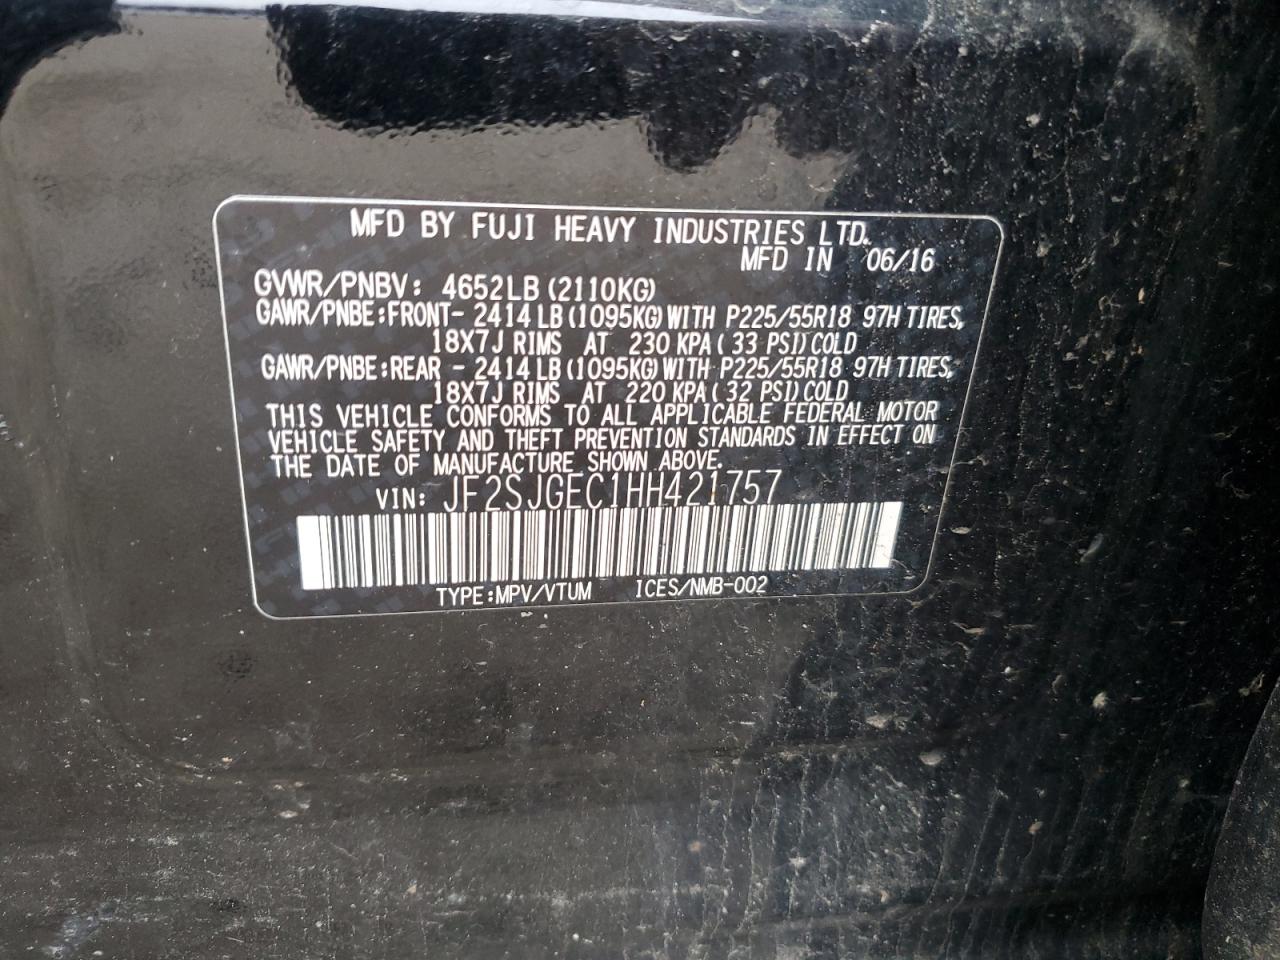 MFD BY FUJI HEAVY INDUSTRIES LTD.
MFD IN 06/16
GVWR/PNBV: 4652LB (2110KG)
GAWR/PNBE:FRONT- 2414 LB (1095KG) WITH P225/55R18 97H TIRES,
18X7J RIMS AT 230 KPA ( 33 PSI) COLD
GAWR/PNBE:REAR - 2414 LB (1095KG) WITH P225/55R18 97H TIRES,
18X7J RIMS AT 220 KPA ( 32 PSI) COLD
THIS VEHICLE CONFORMS TO ALL APPLICABLE FEDERAL MOTOR
VEHICLE SAFETY AND THEFT PREVENTION STANDARDS IN EFFECT ON
THE DATE OF MANUFACTURE SHOWN ABOVE.
VIN: JF2SJGEC1HH421757
TYPE:MPV/VTUM ICES/NMB-002